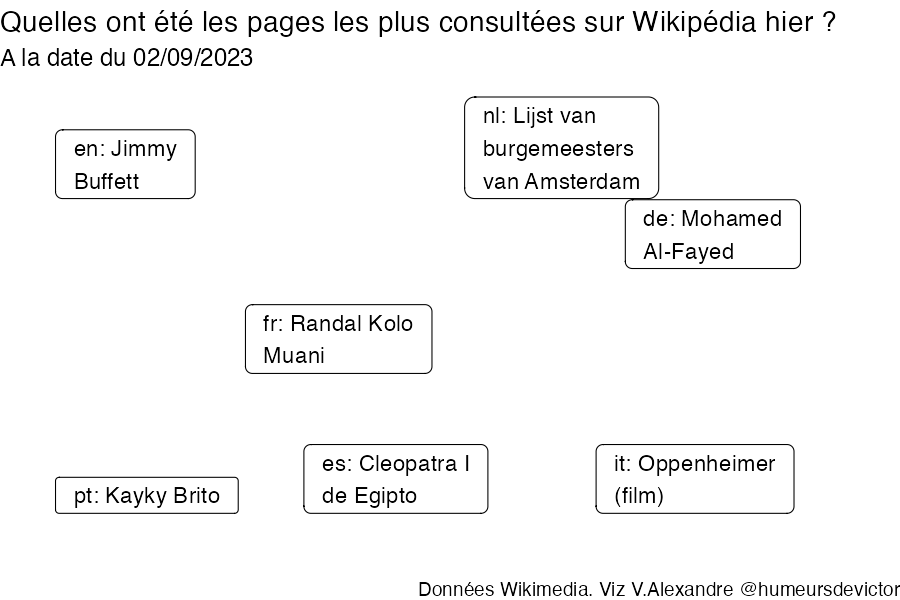 Quelles ont été les pages les plus consultées sur Wikipédia hier ?
A la date du 02/09/2023
nl: Lijst van
burgemeesters
van Amsterdam
en: Jimmy
Buffett
de: Mohamed
Al-Fayed
fr: Randal Kolo
Muani
es: Cleopatra I
de Egipto
it: Oppenheimer
(film)
pt: Kayky Brito
Données Wikimedia. Viz V.Alexandre @humeursdevictor